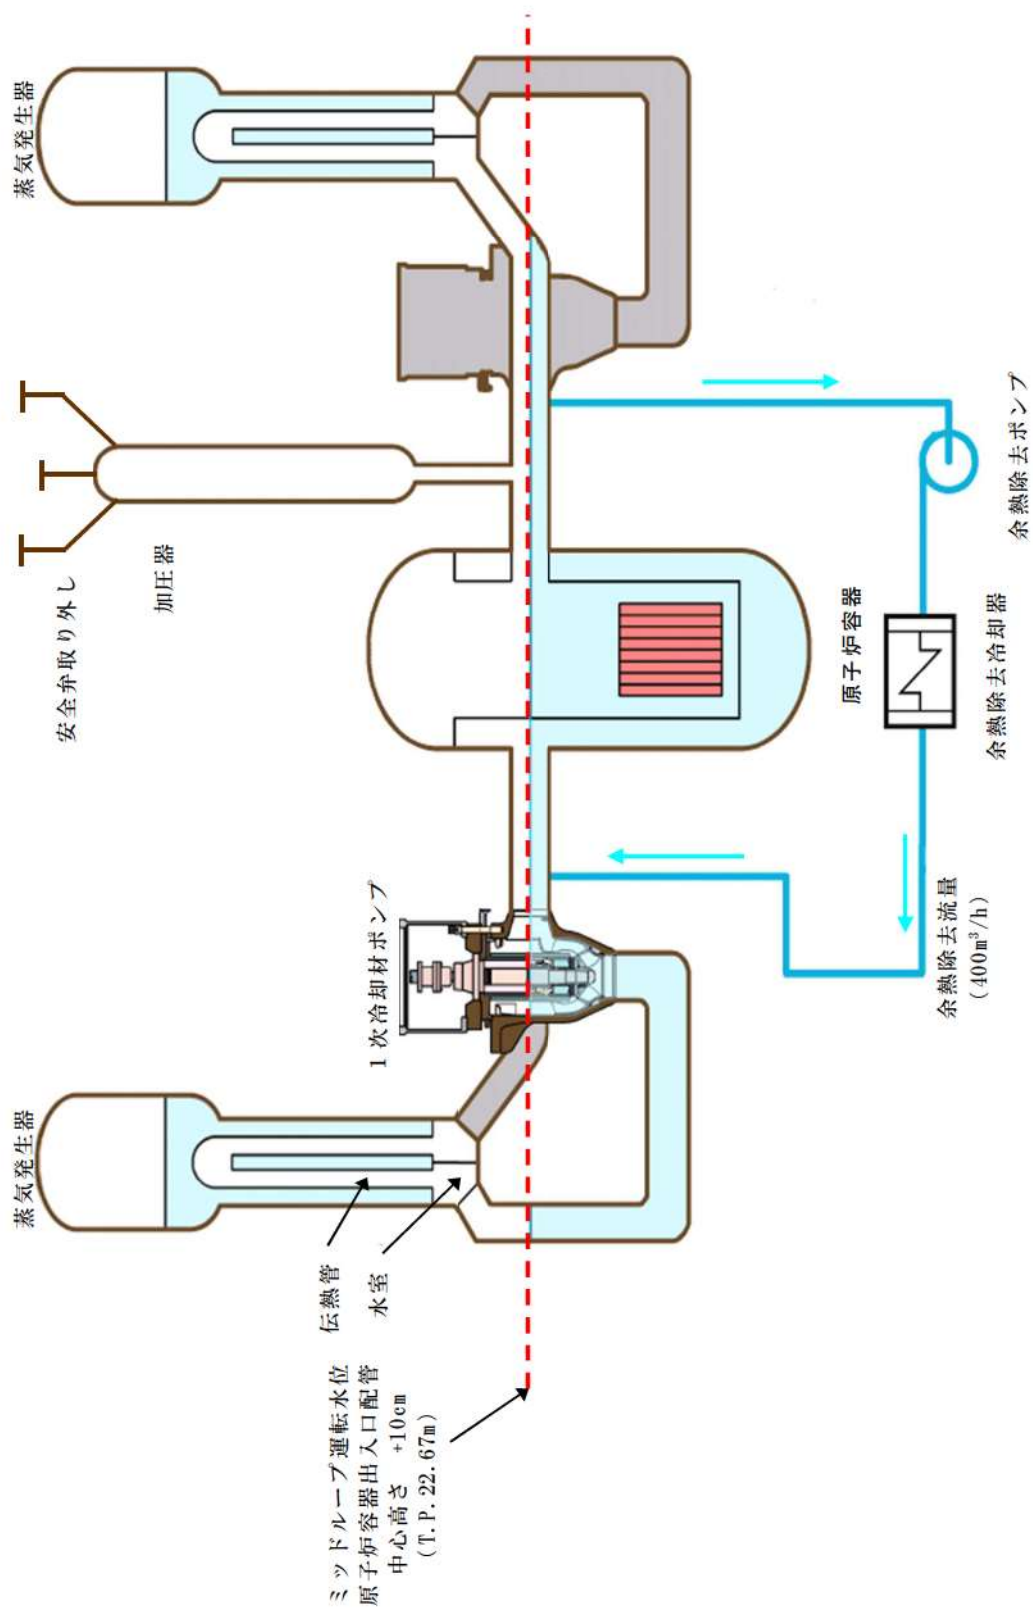 蒸気発生器
蒸気発生器
安全弁取り外し
加圧器
1次冷却材ポンプ
伝熱管
水室
ミッドループ運転水位
原子炉容器出入口配管
中心高さ +10cm
(T.P.22.67m)
原子炉容器
余熱除去冷却器
余熱除去ポンプ
余熱除去流量
(400m³/h)